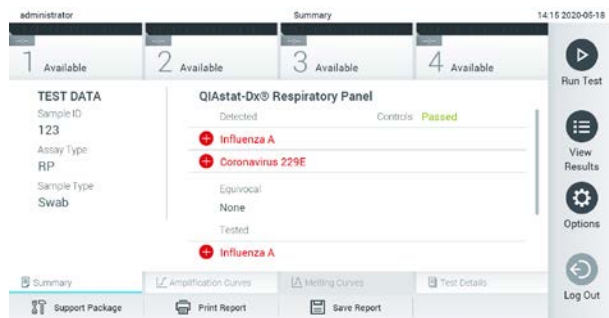 administrator Summary 14:15 2020-05-18
1 Available 2 Available 3 Available 4 Available
Run Test
View Results
Options
Log Out
TEST DATA
Sample ID
123
Assay Type
RP
Sample Type
Swab
QIAstat-Dx® Respiratory Panel
Detected Controls Passed
Influenza A
Coronavirus 229E
Equivocal
None
Tested
Influenza A
Summary Amplification Curves Melting Curves Test Details
Support Package Print Report Save Report